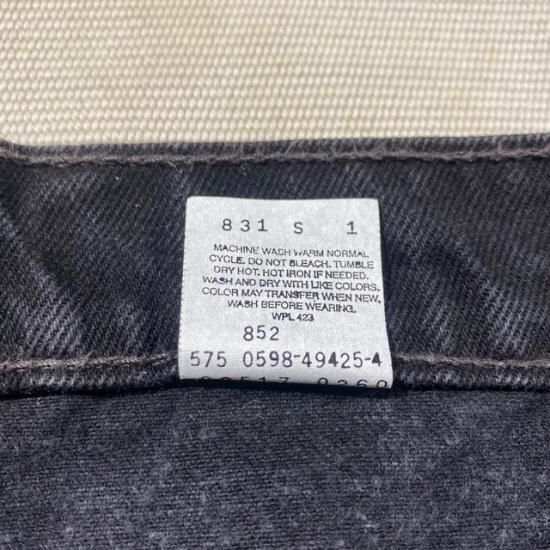 831 S 1
MACHINE WASH WARM NORMAL
CYCLE. DO NOT BLEACH. TUMBLE
DRY HOT. HOT IRON IF NEEDED.
WASH AND DRY WITH LIKE COLORS.
COLOR MAY TRANSFER WHEN NEW.
WASH BEFORE WEARING.
WPL 423
852
575 0598-49425-4